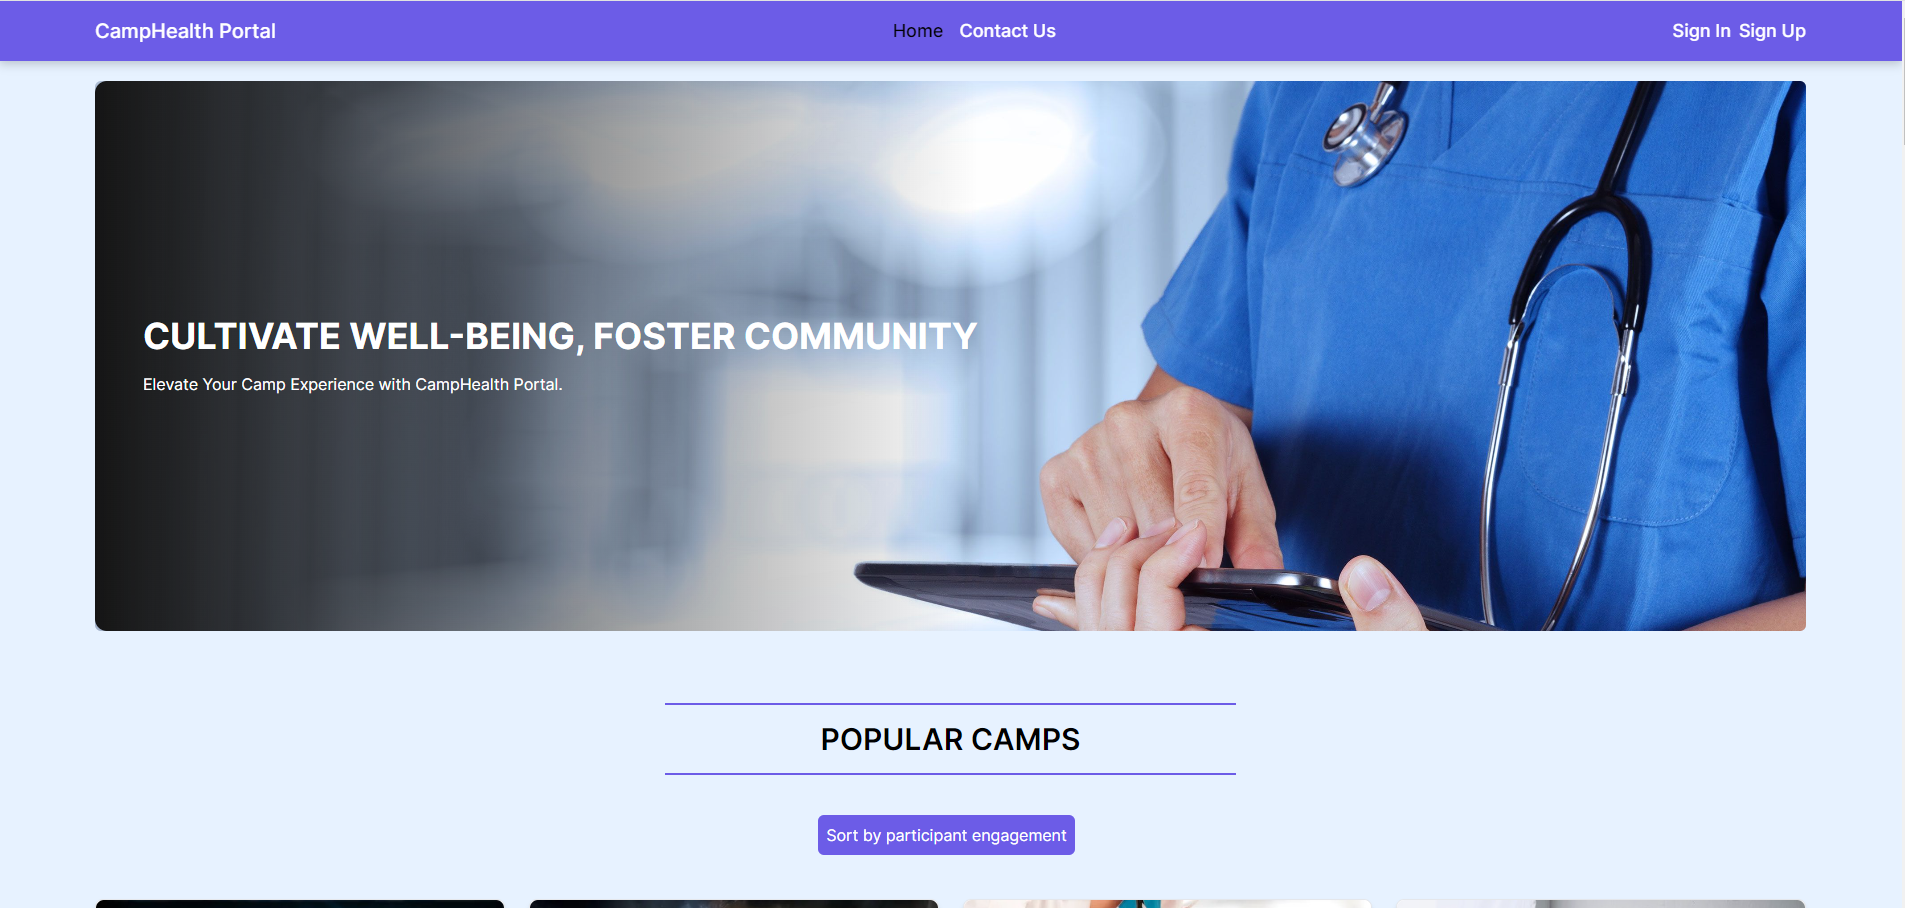 CampHealth Portal
Home Contact Us
Sign In Sign Up
CULTIVATE WELL-BEING, FOSTER COMMUNITY
Elevate Your Camp Experience with CampHealth Portal.
POPULAR CAMPS
Sort by participant engagement